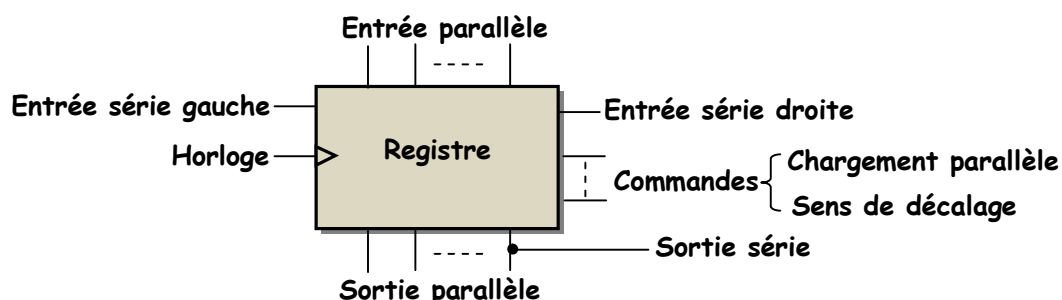 Entrée parallèle
Entrée série gauche
Entrée série droite
Horloge
Registre
Commandes
Chargement parallèle
Sens de décalage
Sortie série
Sortie parallèle